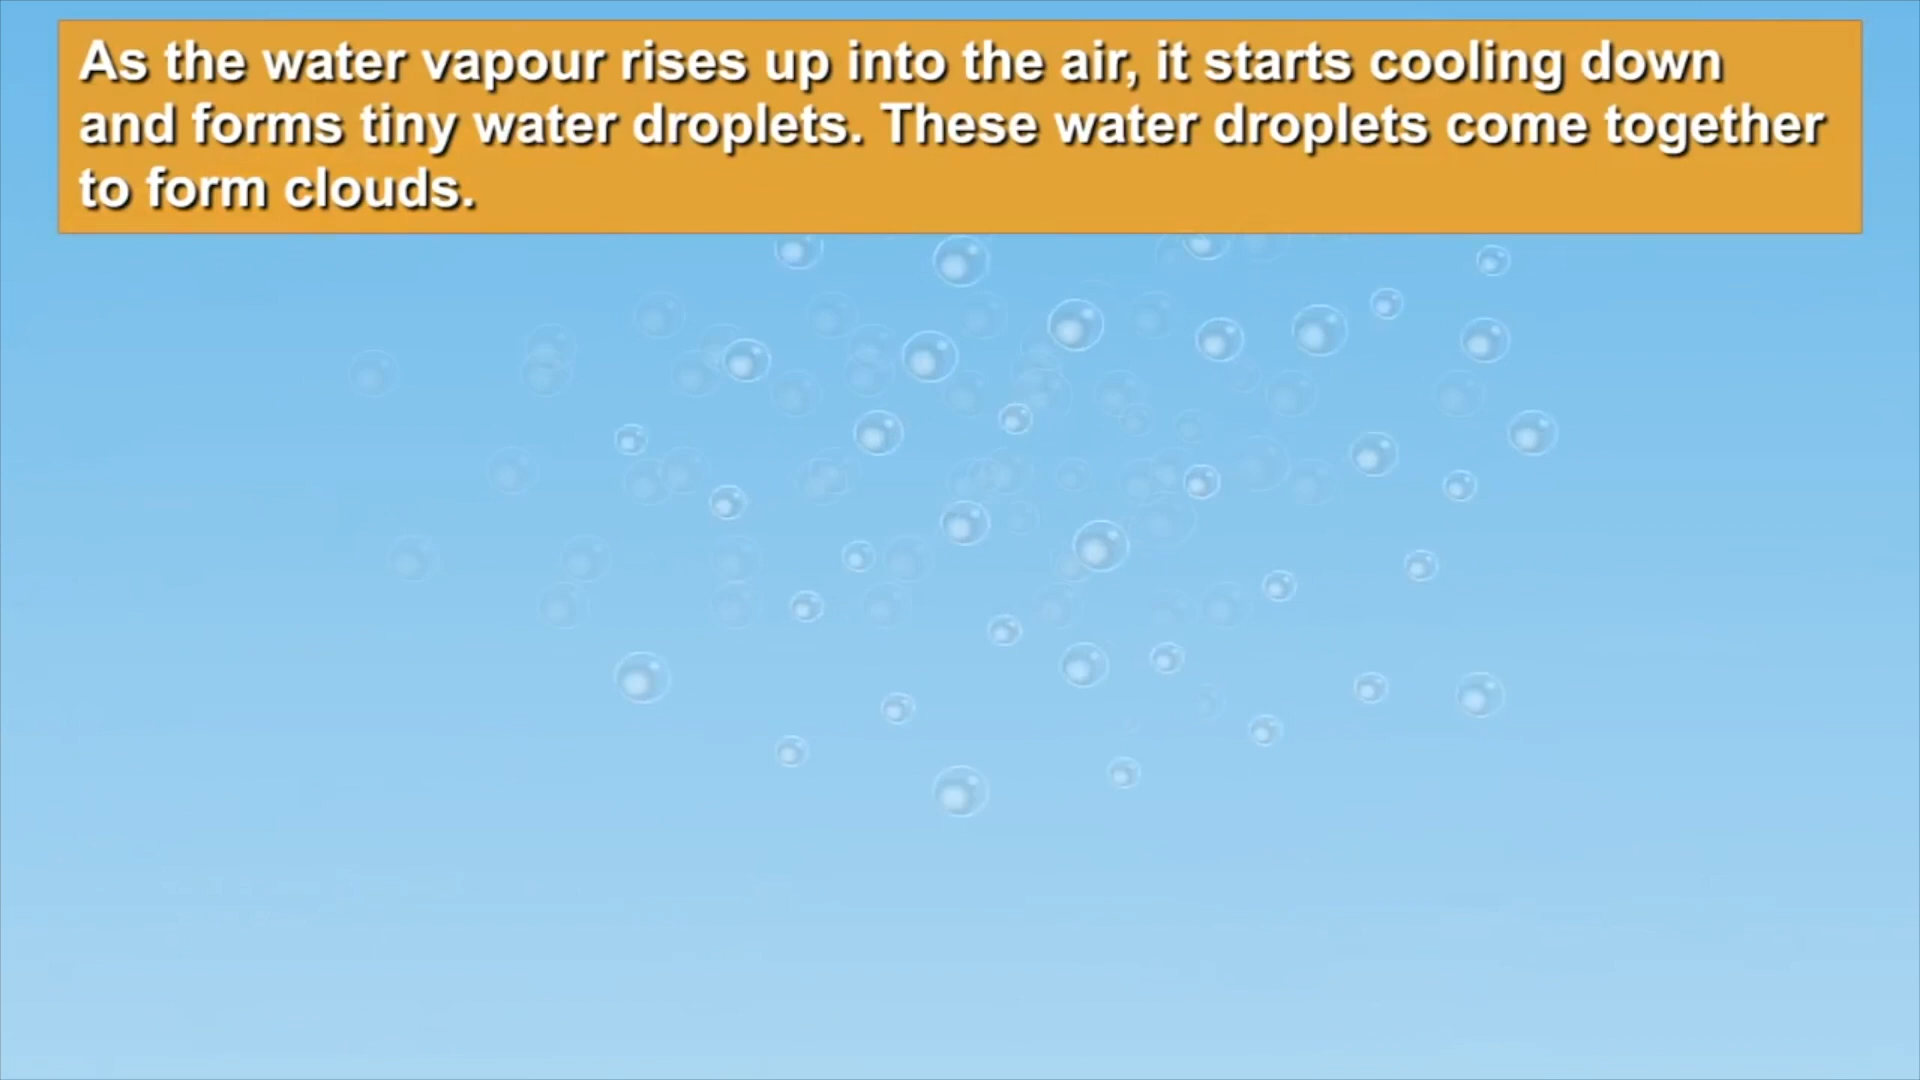 As the water vapour rises up into the air, it starts cooling down
and forms tiny water droplets. These water droplets come together
to form clouds.